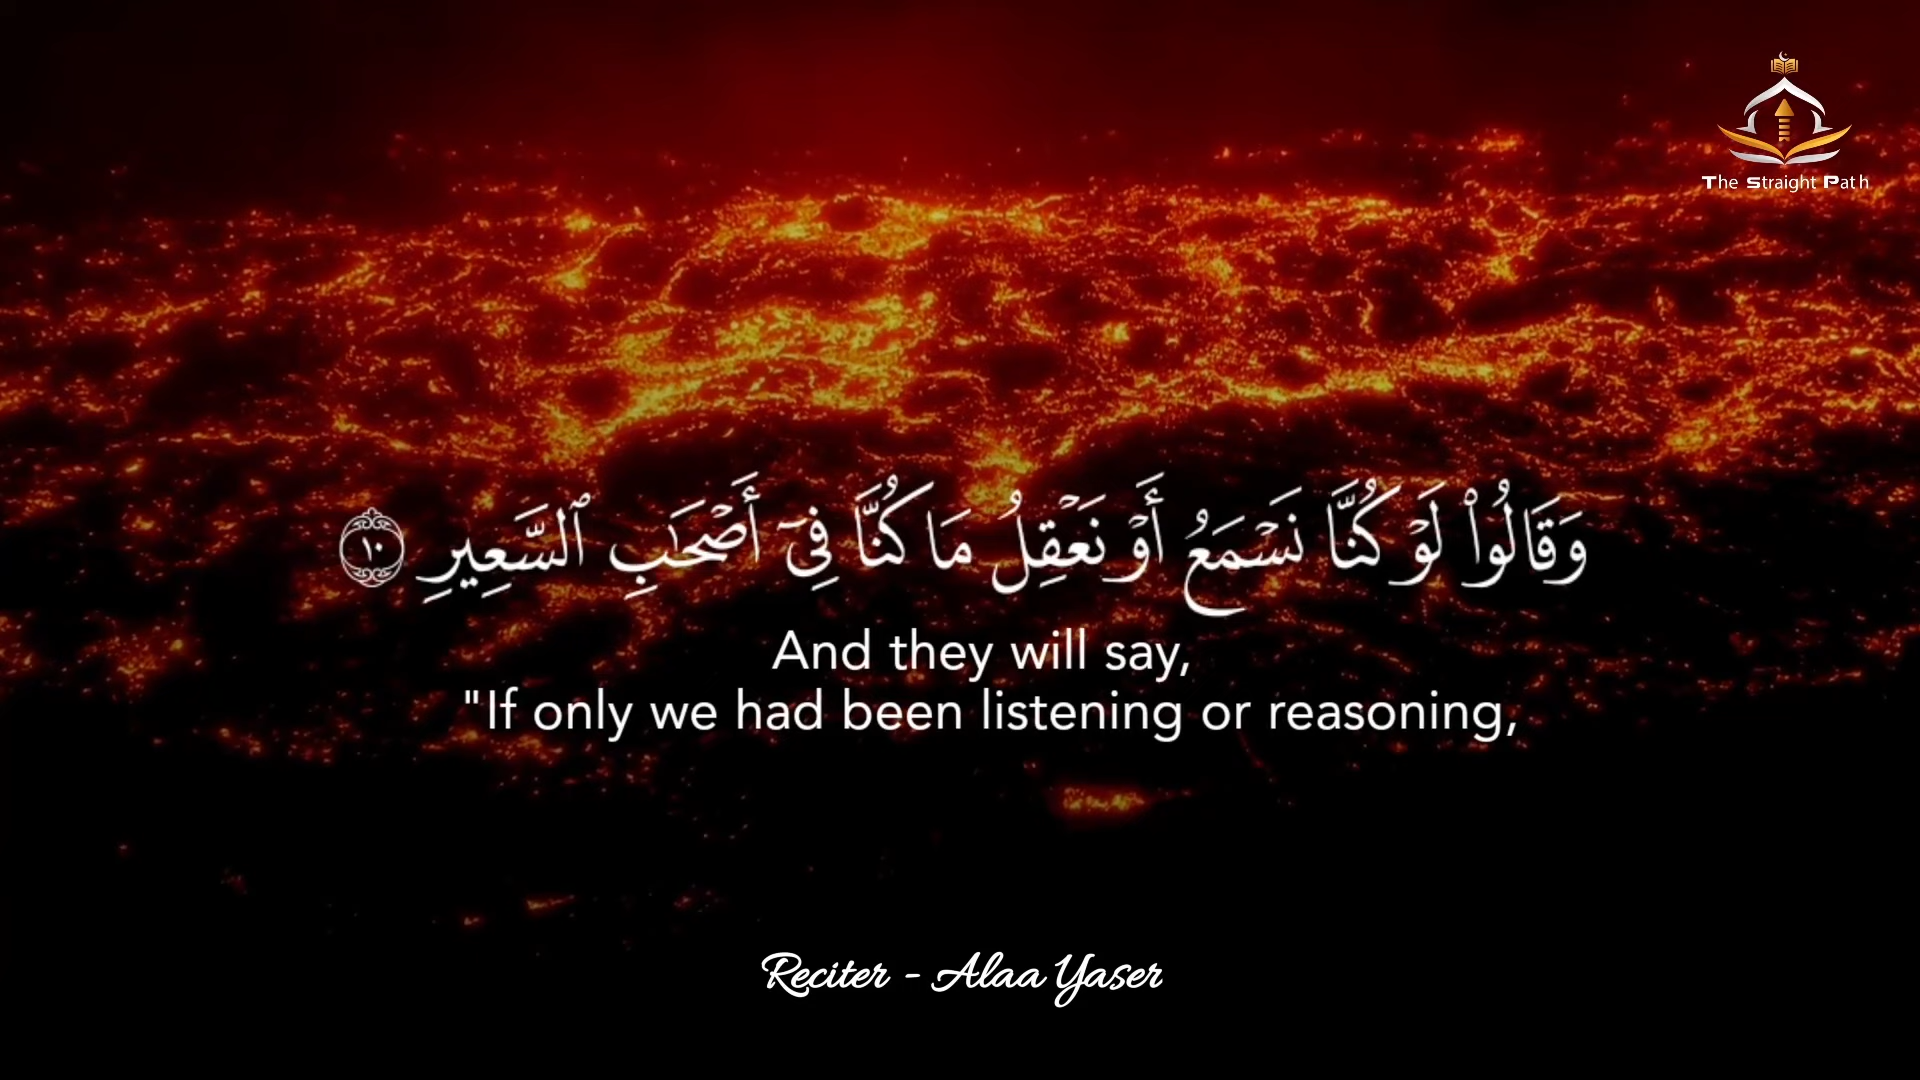 The Straight Path
وَقَالُوا۟ لَوْ كُنَّا نَسْمَعُ أَوْ نَعْقِلُ مَا كُنَّا فِىٓ أَصْحَٰبِ ٱلسَّعِيرِ ١٠
And they will say,
"If only we had been listening or reasoning,
Reciter - Alaa Yaser